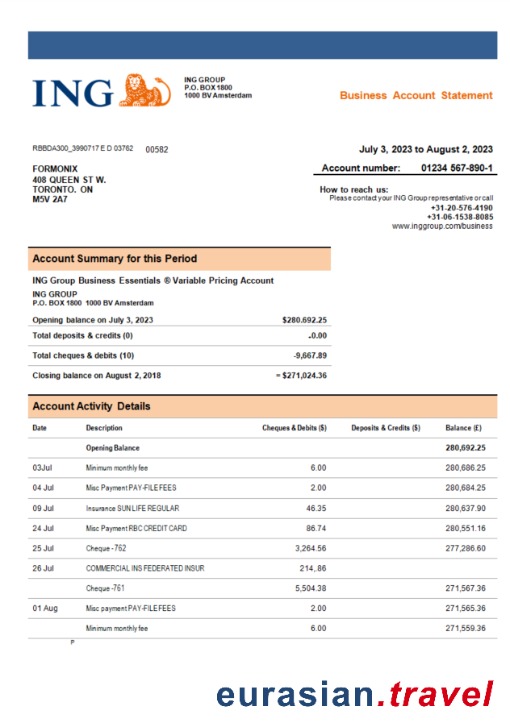 ING
ING GROUP
P.O. BOX 1800
1000 BV Amsterdam
Business Account Statement
RBBDA300_3990717 E D 03762 00582
July 3, 2023 to August 2, 2023
FORMONIX
408 QUEEN ST W.
TORONTO. ON
M5V 2A7
Account number: 01234 567-890-1
How to reach us:
Please contact your ING Group representative or call
+31-20-576-4190
+31-06-1538-8085
www.inggroup.com/business
Account Summary for this Period
ING Group Business Essentials ® Variable Pricing Account
ING GROUP
P.O. BOX 1800 1000 BV Amsterdam
Opening balance on July 3, 2023 $280.692.25
Total deposits & credits (0) .0.00
Total cheques & debits (10) -9,667.89
Closing balance on August 2, 2018 = $271,024.36
Account Activity Details
Date Description Cheques & Debits ($) Deposits & Credits ($) Balance (£)
Opening Balance 280,692.25
03Jul Minimum monthly fee 6.00 280,686.25
04 Jul Misc Payment PAY-FILE FEES 2.00 280,684.25
09 Jul Insurance SUN LIFE REGULAR 46.35 280,637.90
24 Jul Misc Payment RBC CREDIT CARD 86.74 280,551.16
25 Jul Cheque -762 3,264.56 277,286.60
26 Jul COMMERCIAL INS FEDERATED INSUR 214,.86
Cheque -761 5,504.38 271,567.36
01 Aug Misc payment PAY-FILE FEES 2.00 271,565.36
Minimum monthly fee 6.00 271,559.36
P
eurasian.travel